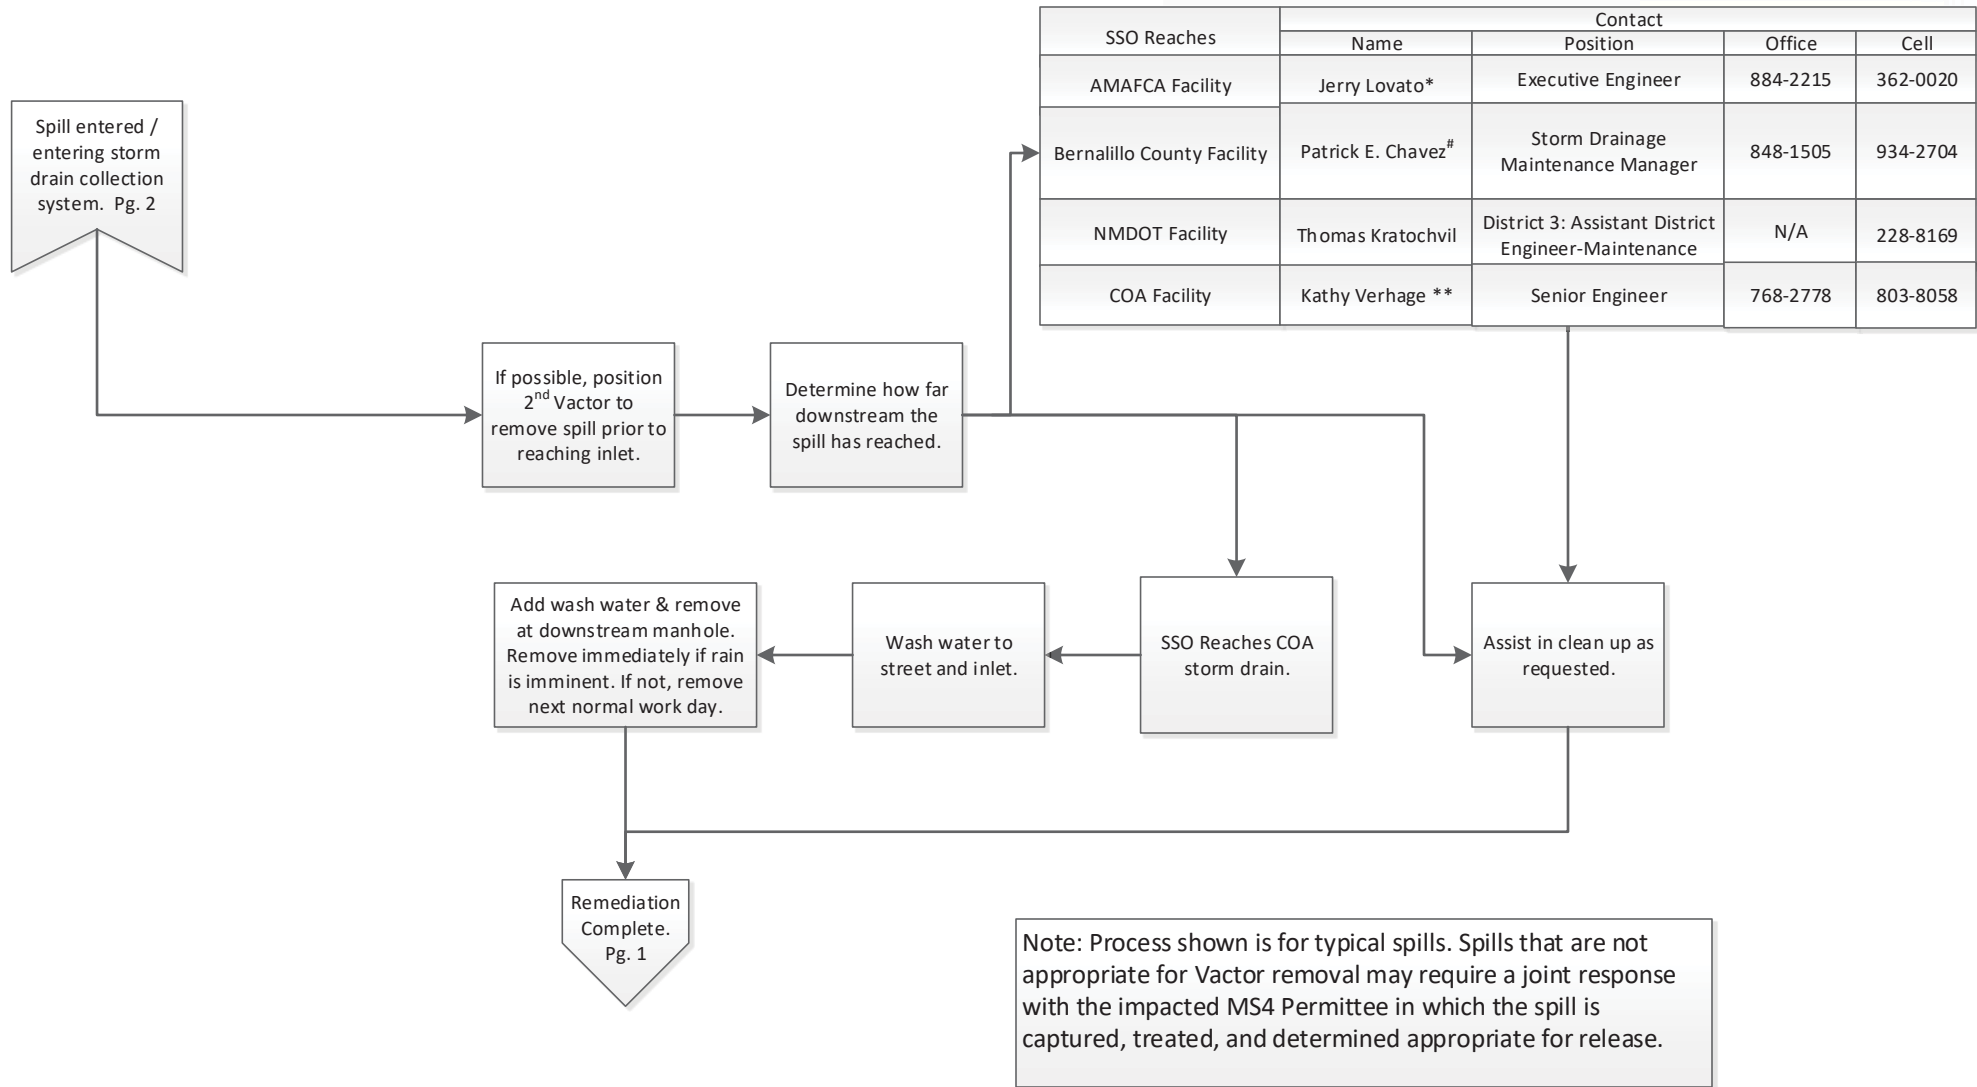 Contact
SSO Reaches
Name Position Office Cell
AMAFCA Facility Jerry Lovato* Executive Engineer 884-2215 362-0020
Bernalillo County Facility Patrick E. Chavez# Storm Drainage
Maintenance Manager 848-1505 934-2704
NMDOT Facility Thomas Kratochvil District 3: Assistant District
Engineer-Maintenance N/A 228-8169
COA Facility Kathy Verhage ** Senior Engineer 768-2778 803-8058
Spill entered /
entering storm
drain collection
system. Pg. 2
If possible, position
2nd Vactor to
remove spill prior to
reaching inlet.
Determine how far
downstream the
spill has reached.
Add wash water & remove
at downstream manhole.
Remove immediately if rain
is imminent. If not, remove
next normal work day.
Wash water to
street and inlet.
SSO Reaches COA
storm drain.
Assist in clean up as
requested.
Remediation
Complete.
Pg. 1
Note: Process shown is for typical spills. Spills that are not
appropriate for Vactor removal may require a joint response
with the impacted MS4 Permittee in which the spill is
captured, treated, and determined appropriate for release.